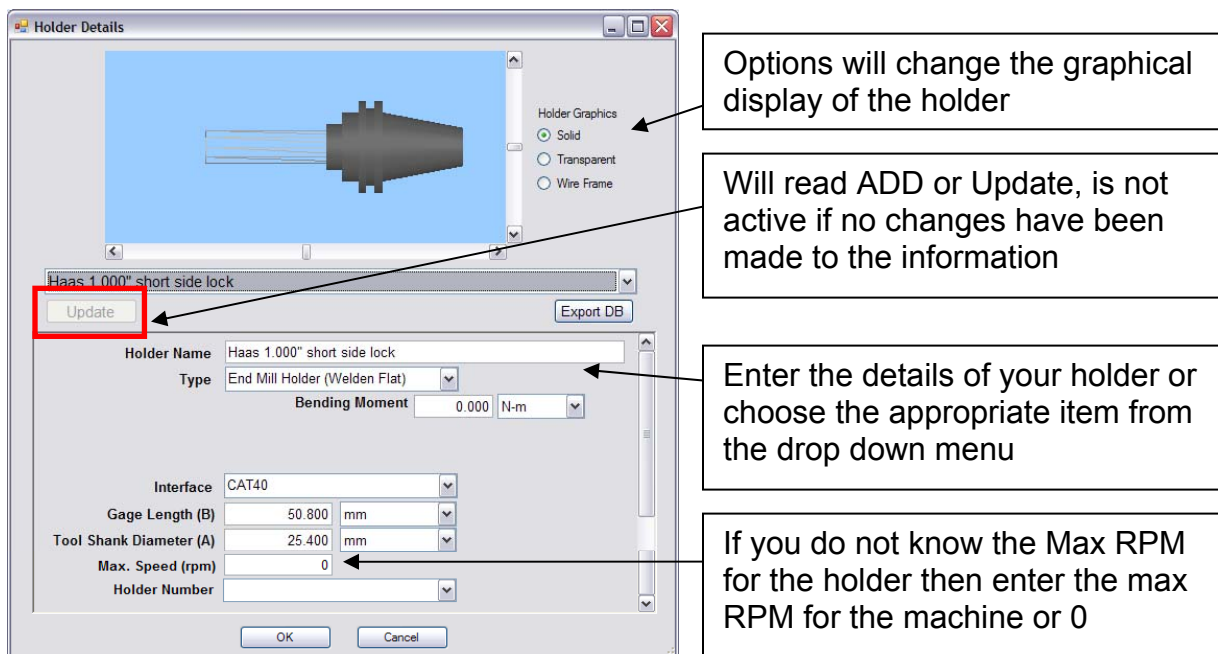 Holder Details
Holder Graphics
Solid
Transparent
Wire Frame
Haas 1.000" short side lock
Update
Export DB
Holder Name Haas 1.000" short side lock
Type End Mill Holder (Welden Flat)
Bending Moment 0.000 N-m
Interface CAT40
Gage Length (B) 50.800 mm
Tool Shank Diameter (A) 25.400 mm
Max. Speed (rpm) 0
Holder Number
OK Cancel
Options will change the graphical
display of the holder
Will read ADD or Update, is not
active if no changes have been
made to the information
Enter the details of your holder or
choose the appropriate item from
the drop down menu
If you do not know the Max RPM
for the holder then enter the max
RPM for the machine or 0